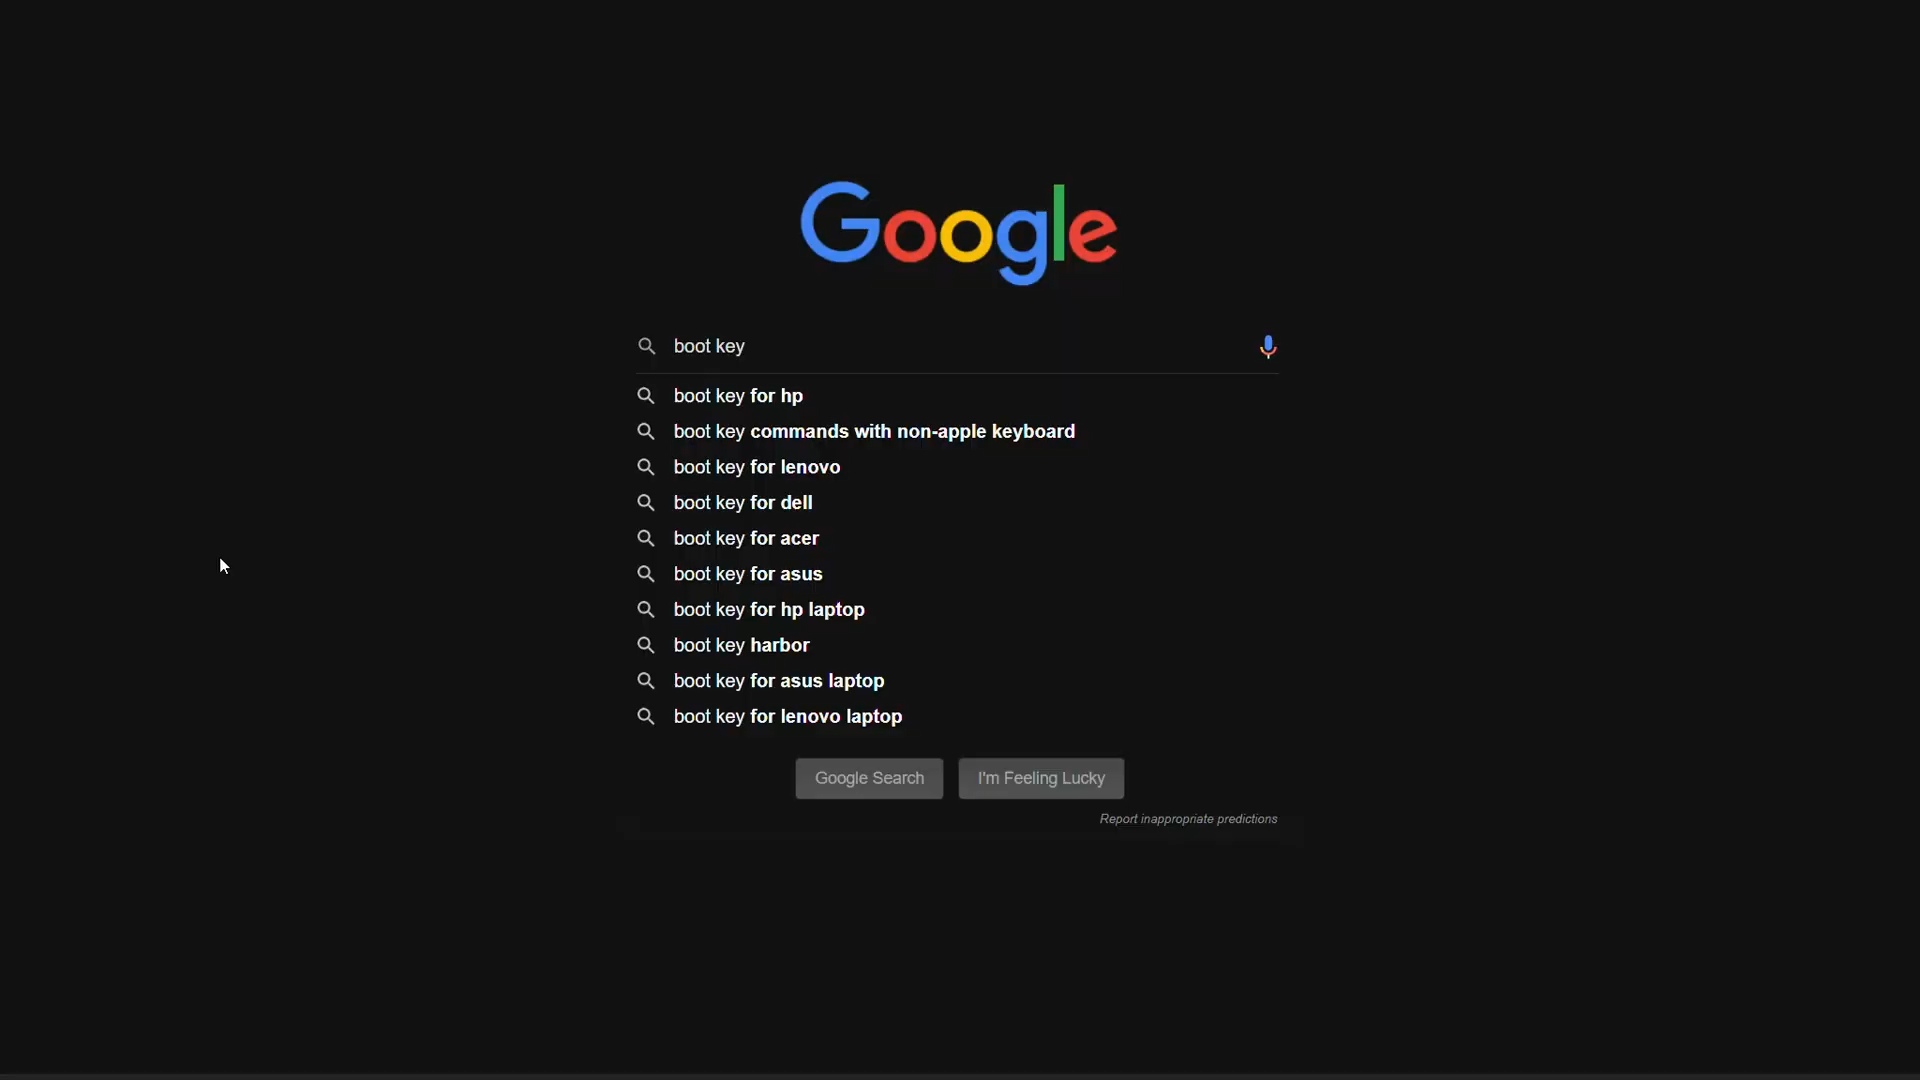 Google
boot key
boot key for hp
boot key commands with non-apple keyboard
boot key for lenovo
boot key for dell
boot key for acer
boot key for asus
boot key for hp laptop
boot key harbor
boot key for asus laptop
boot key for lenovo laptop
Google Search I'm Feeling Lucky
Report inappropriate predictions